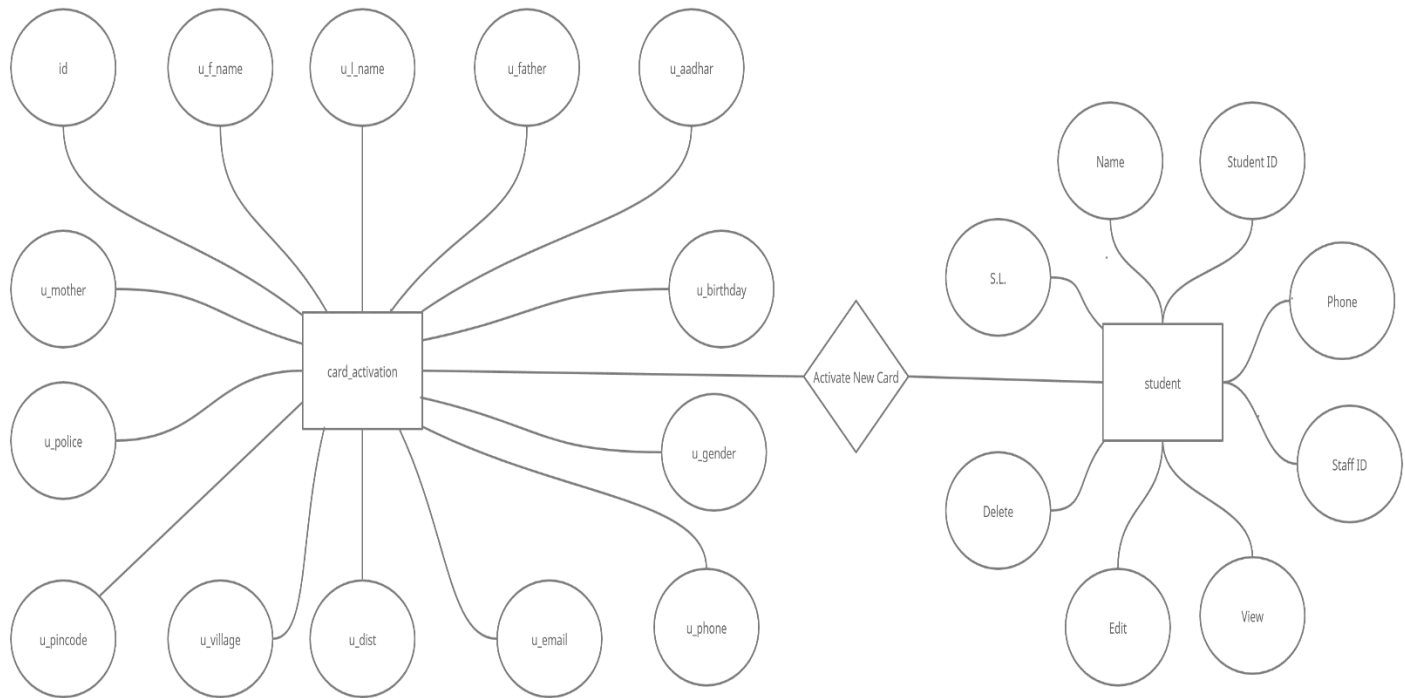 id
u_f_name
u_l_name
u_father
u_aadhar
Name
Student ID
S.L.
u_mother
u_birthday
Phone
card_activation
Activate New Card
student
u_police
u_gender
Staff ID
Delete
u_pincode
u_village
u_dist
u_email
u_phone
Edit
View